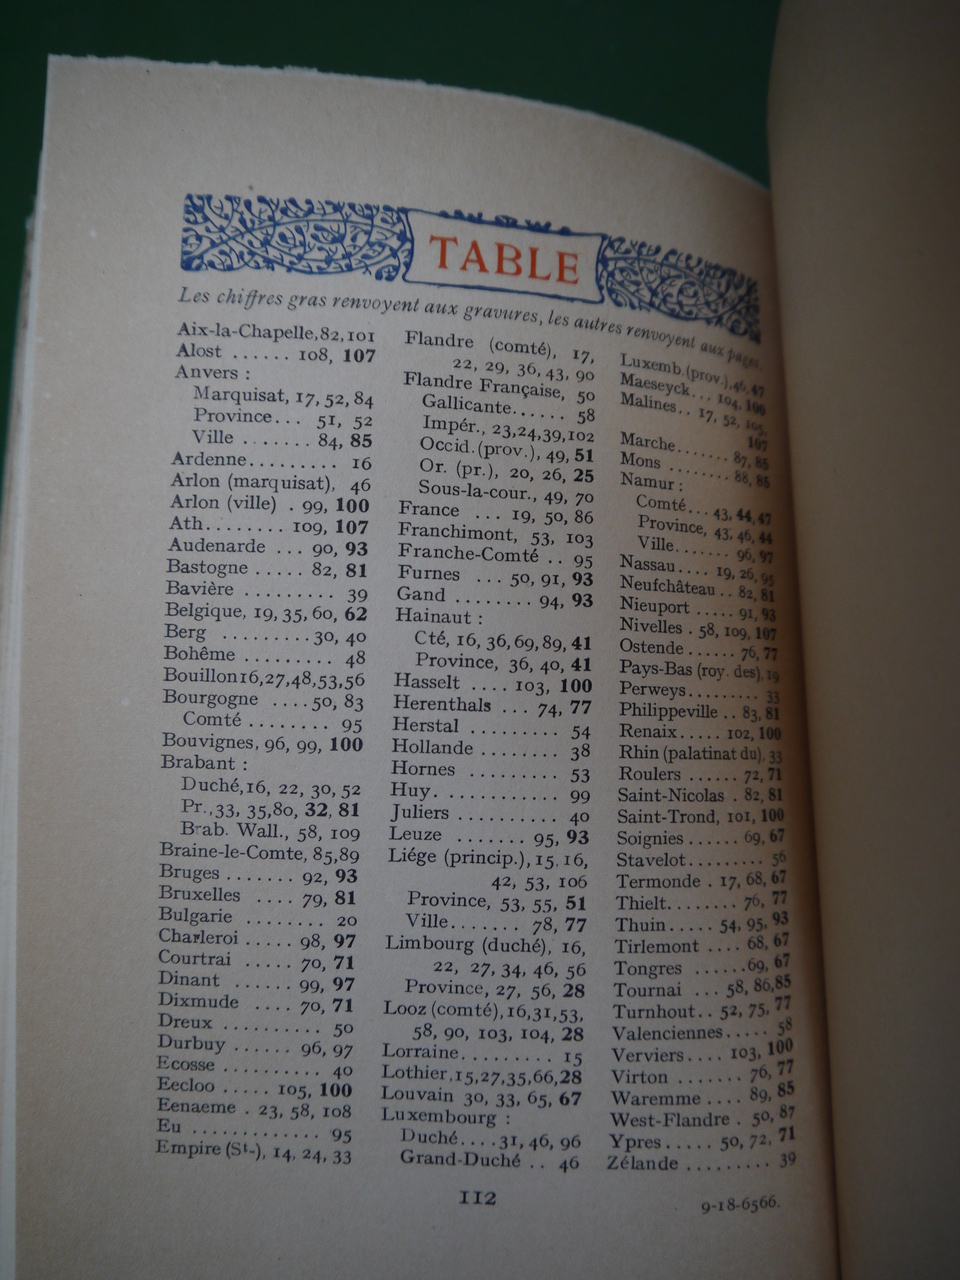 TABLE
Les chiffres gras renvoyent aux gravures, les autres renvoyent aux pages.
Aix-la-Chapelle, 82, 101
Alost ...... 108, 107
Anvers :
Marquisat, 17, 52, 84
Province... 51, 52
Ville ....... 84, 85
Ardenne......... 16
Arlon (marquisat), 46
Arlon (ville) . 99, 100
Ath........ 109, 107
Audenarde ... 90, 93
Bastogne ..... 82, 81
Bavière ......... 39
Belgique, 19, 35, 60, 62
Berg .........30, 40
Bohême ......... 48
Bouillon 16,27,48,53,56
Bourgogne ....50, 83
Comté ........ 95
Bouvignes, 96, 99, 100
Brabant :
Duché, 16, 22, 30, 52
Pr., 33, 35, 80, 32, 81
Brab. Wall., 58, 109
Braine-le-Comte, 85,89
Bruges ....... 92, 93
Bruxelles .... 79, 81
Bulgarie ........ 20
Charleroi ..... 98, 97
Courtrai ..... 70, 71
Dinant ...... 99, 97
Dixmude .... 70, 71
Dreux .......... 50
Durbuy ...... 96, 97
Ecosse .......... 40
Eecloo ..... 105, 100
Eename . 23, 58, 108
Eu ............. 95
Empire (St-), 14, 24, 33
Flandre (comté), 17,
22, 29, 36, 43, 90
Flandre Française, 50
Gallicante...... 58
Impér., 23,24,39,102
Occid. (prov.), 49, 51
Or. (pr.), 20, 26, 25
Sous-la-cour., 49, 70
France ... 19, 50, 86
Franchimont, 53, 103
Franche-Comté .. 95
Furnes ... 50, 91, 93
Gand ........ 94, 93
Hainaut :
Cté, 16, 36, 69, 89, 41
Province, 36, 40, 41
Hasselt .... 103, 100
Herenthals ... 74, 77
Herstal ......... 54
Hollande ........ 38
Hornes ......... 53
Huy. ........... 99
Juliers .......... 40
Leuze ....... 95, 93
Liége (princip.), 15, 16,
42, 53, 106
Province, 53, 55, 51
Ville....... 78, 77
Limbourg (duché), 16,
22, 27, 34, 46, 56
Province, 27, 56, 28
Looz (comté), 16,31,53,
58, 90, 103, 104, 28
Lorraine......... 15
Lothier, 15,27,35,66,28
Louvain 30, 33, 65, 67
Luxembourg :
Duché....31, 46, 96
Grand-Duché .. 46
Luxemb. (prov.), 46, 47
Maeseyck... 104, 100
Malines.. 17, 52, 105,
107
Marche....... 87, 85
Mons ....... 88, 85
Namur :
Comté... 43, 44, 47
Province, 43, 46, 44
Ville....... 96, 97
Nassau.... 19, 26, 95
Neufchâteau .. 82, 81
Nieuport ..... 91, 93
Nivelles . 58, 109, 107
Ostende ...... 76, 77
Pays-Bas (roy. des), 19
Perweys......... 33
Philippeville .. 83, 81
Renaix..... 102, 100
Rhin (palatinat du), 33
Roulers ...... 72, 71
Saint-Nicolas . 82, 81
Saint-Trond, 101, 100
Soignies ...... 69, 67
Stavelot......... 56
Termonde . 17, 68, 67
Thielt........ 76, 77
Thuin..... 54, 95, 93
Tirlemont .... 68, 67
Tongres ......69, 67
Tournai ... 58, 86,85
Turnhout.. 52, 75, 77
Valenciennes..... 58
Verviers.... 103, 100
Virton ....... 76, 77
Waremme .... 89, 85
West-Flandre . 50, 87
Ypres ..... 50, 72, 71
Zélande ......... 39
112
9-18-6566.